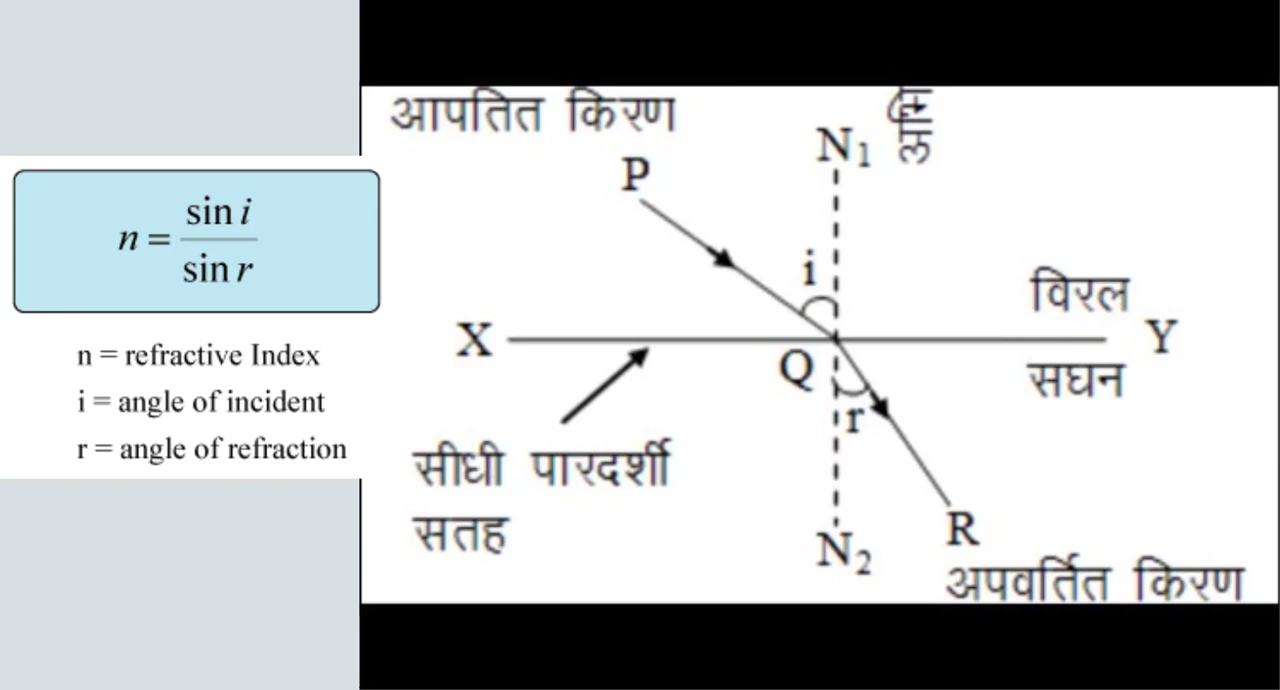 n = sin i / sin r
n = refractive Index
i = angle of incident
r = angle of refraction
आपतित किरण
P
N₁
i
विरल
X
Y
Q
सघन
r
सीधी पारदर्शी
सतह
R
N₂
अपवर्तित किरण